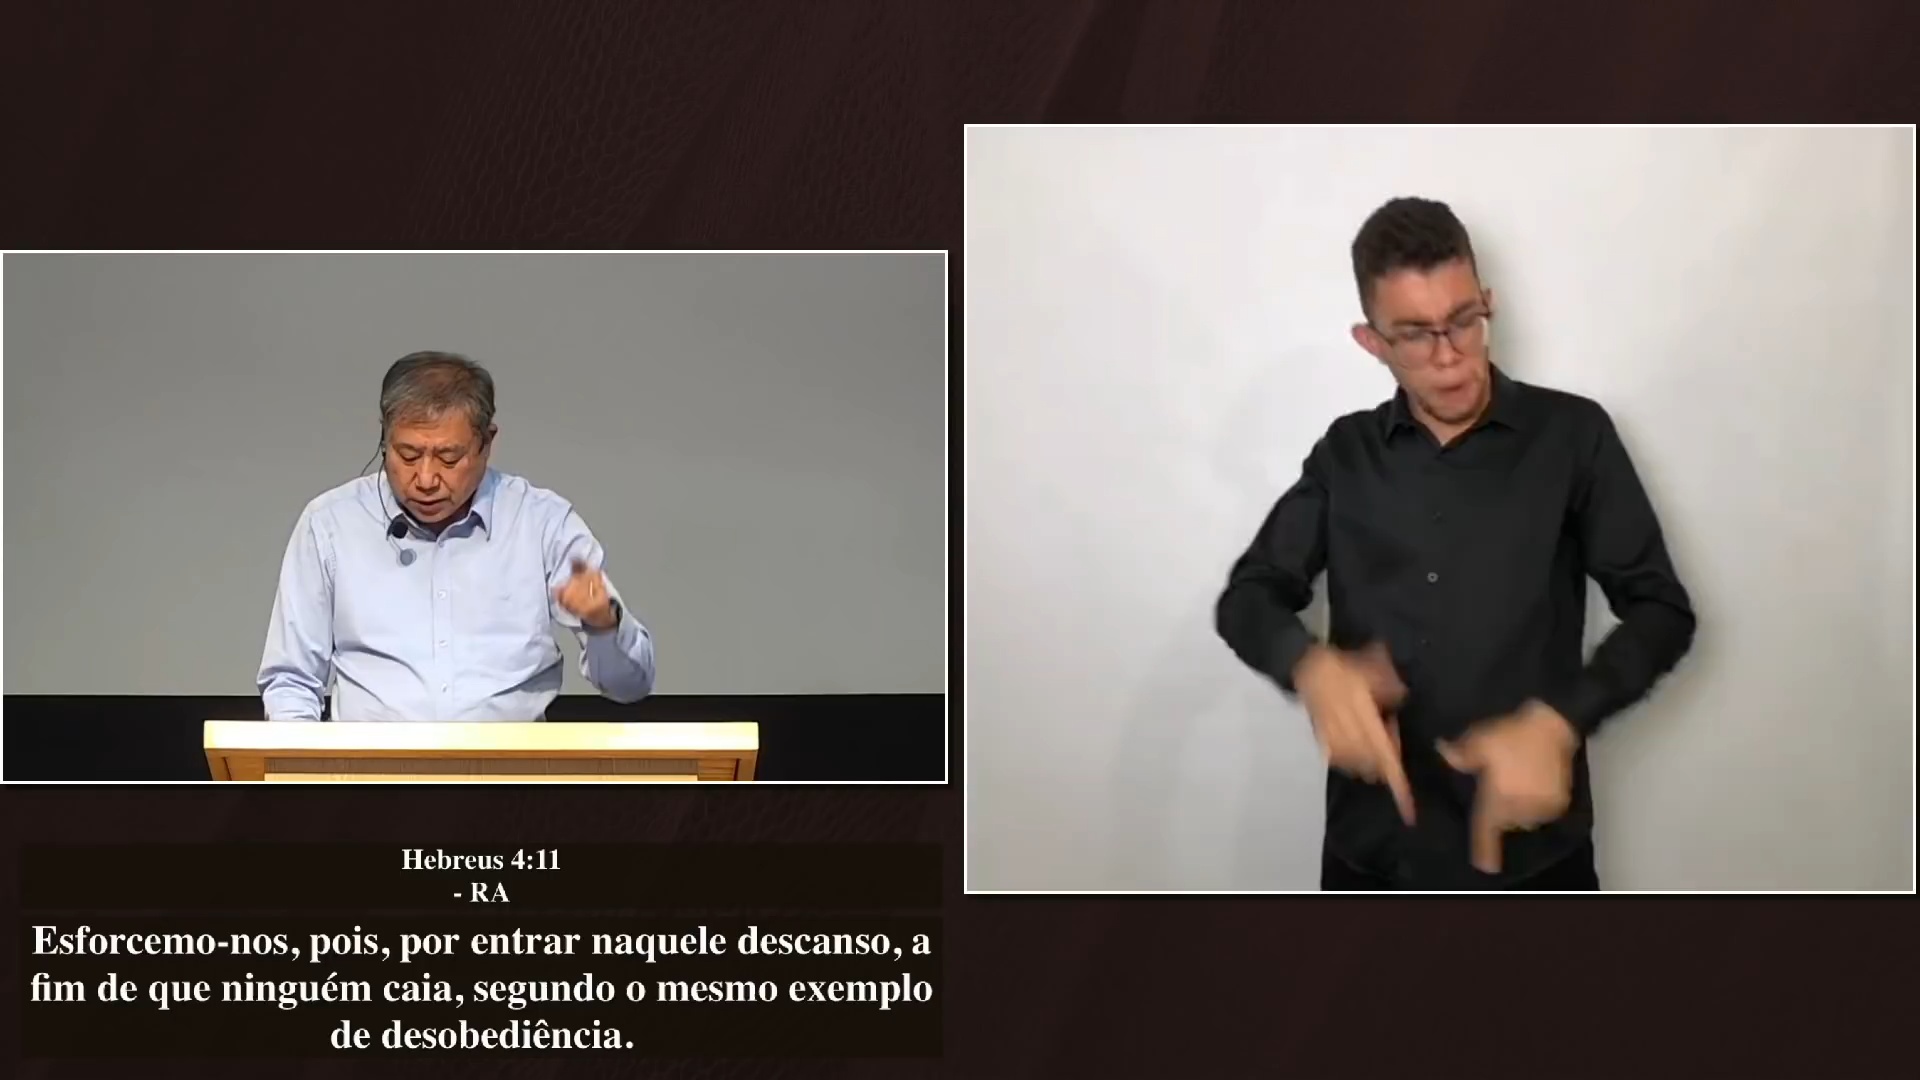 Hebreus 4:11
- RA
Esforcemo-nos, pois, por entrar naquele descanso, a
fim de que ninguém caia, segundo o mesmo exemplo
de desobediência.